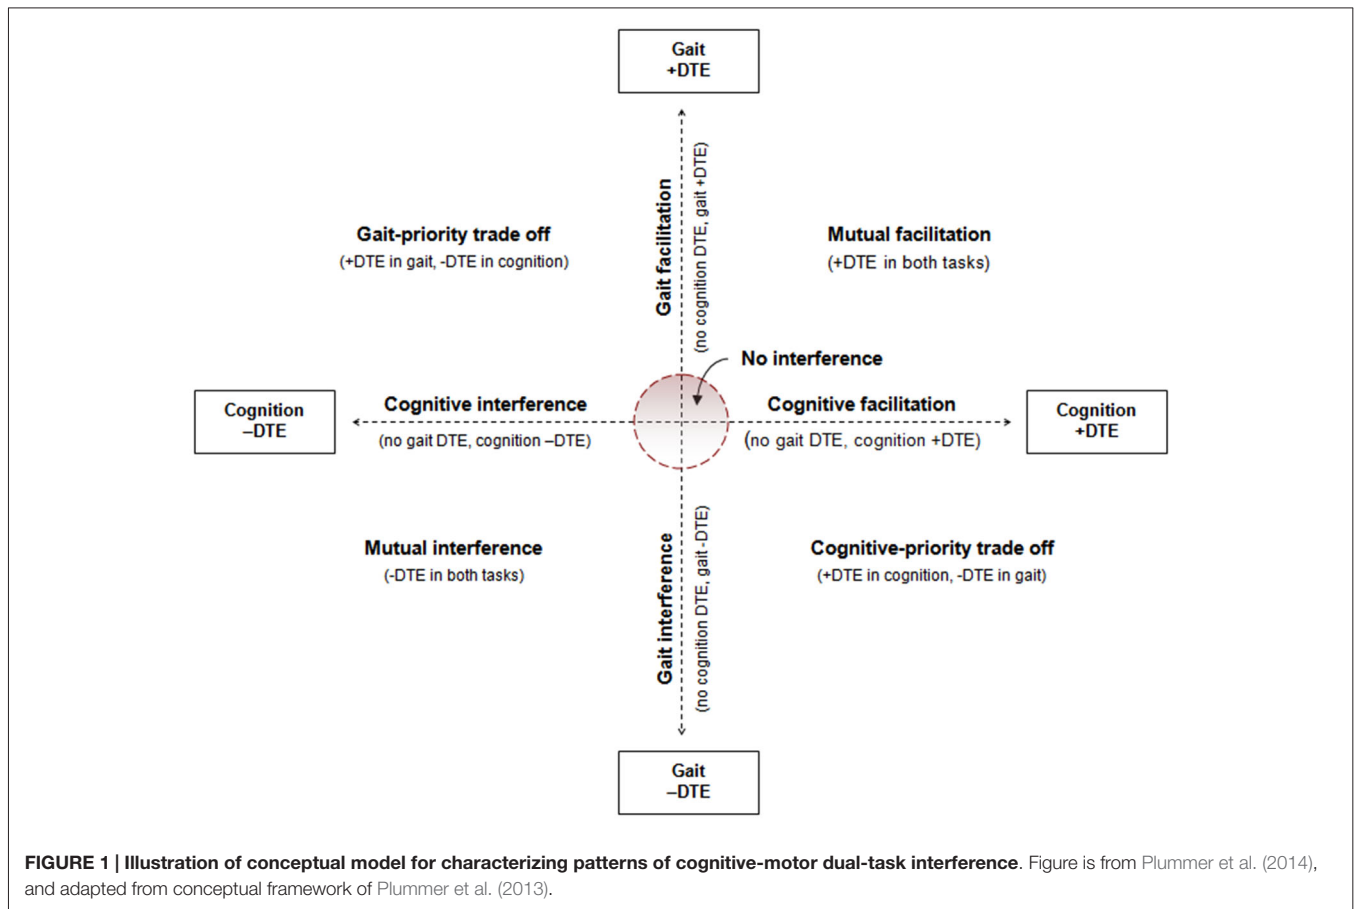 Gait
+DTE
Gait facilitation
(no cognition DTE, gait +DTE)
Gait-priority trade off
(+DTE in gait, -DTE in cognition)
Mutual facilitation
(+DTE in both tasks)
No interference
Cognition
–DTE
Cognitive interference
(no gait DTE, cognition –DTE)
Cognitive facilitation
(no gait DTE, cognition +DTE)
Cognition
+DTE
Mutual interference
(-DTE in both tasks)
Gait interference
(no cognition DTE, gait -DTE)
Cognitive-priority trade off
(+DTE in cognition, -DTE in gait)
Gait
–DTE
FIGURE 1 | Illustration of conceptual model for characterizing patterns of cognitive-motor dual-task interference. Figure is from Plummer et al. (2014),
and adapted from conceptual framework of Plummer et al. (2013).